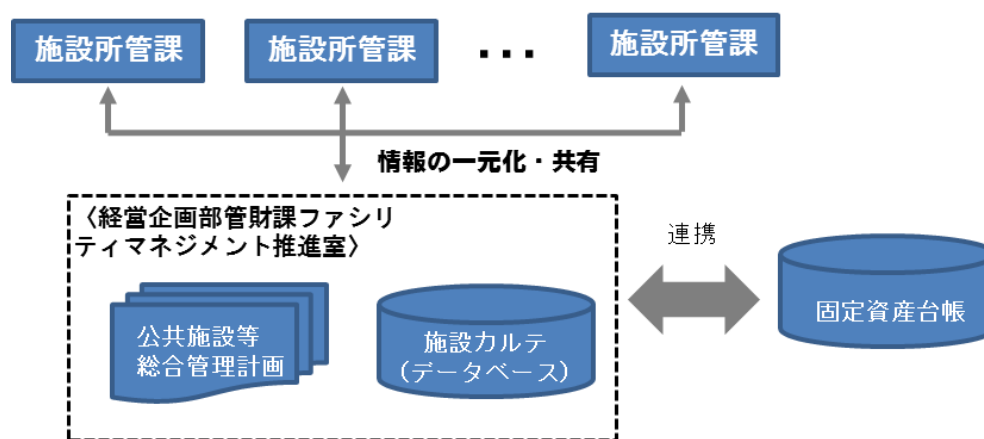 施設所管課
施設所管課
・・・
施設所管課
情報の一元化・共有
〈経営企画部管財課ファシリ
ティマネジメント推進室〉
連携
公共施設等
総合管理計画
施設カルテ
（データベース）
固定資産台帳